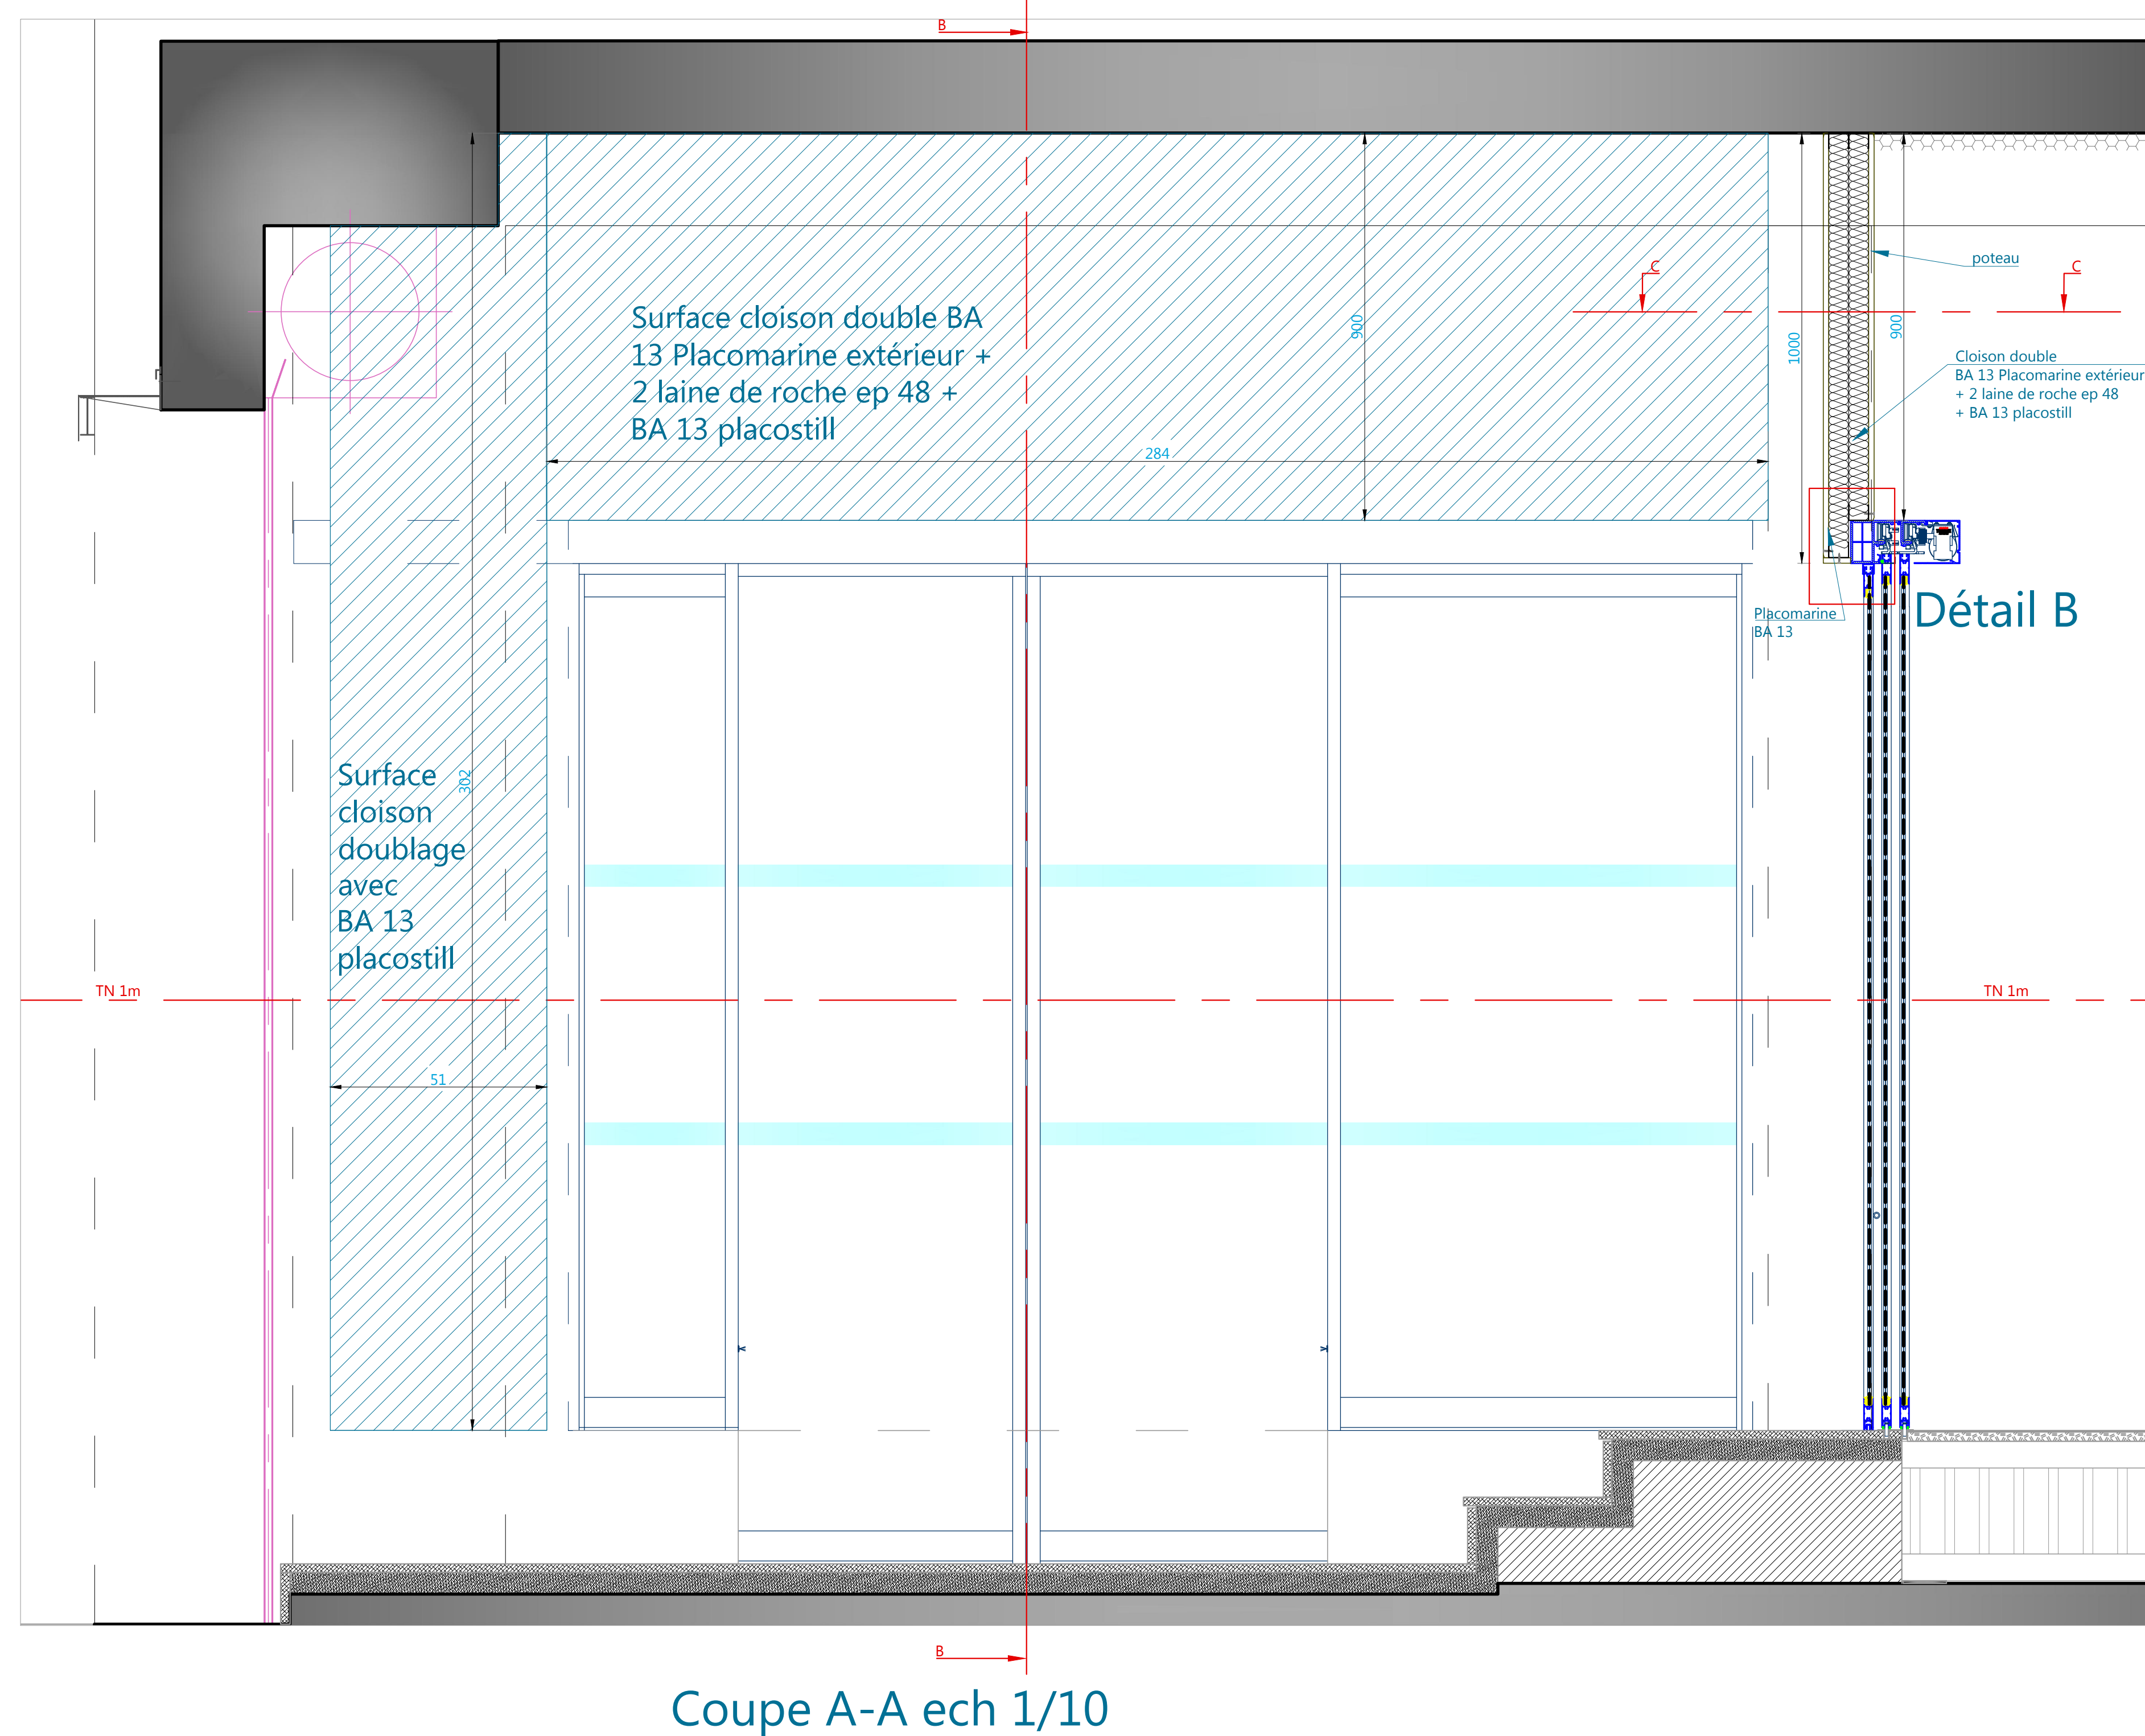 B
Surface cloison double BA
13 Placomarine extérieur +
2 laine de roche ep 48 +
BA 13 placostill
900
284
1000
900
poteau
C
C
Cloison double
BA 13 Placomarine extérieur
+ 2 laine de roche ep 48
+ BA 13 placostill
Placomarine
BA 13
Détail B
Surface
cloison
doublage
avec
BA 13
placostill
302
TN 1m
TN 1m
51
B
Coupe A-A ech 1/10